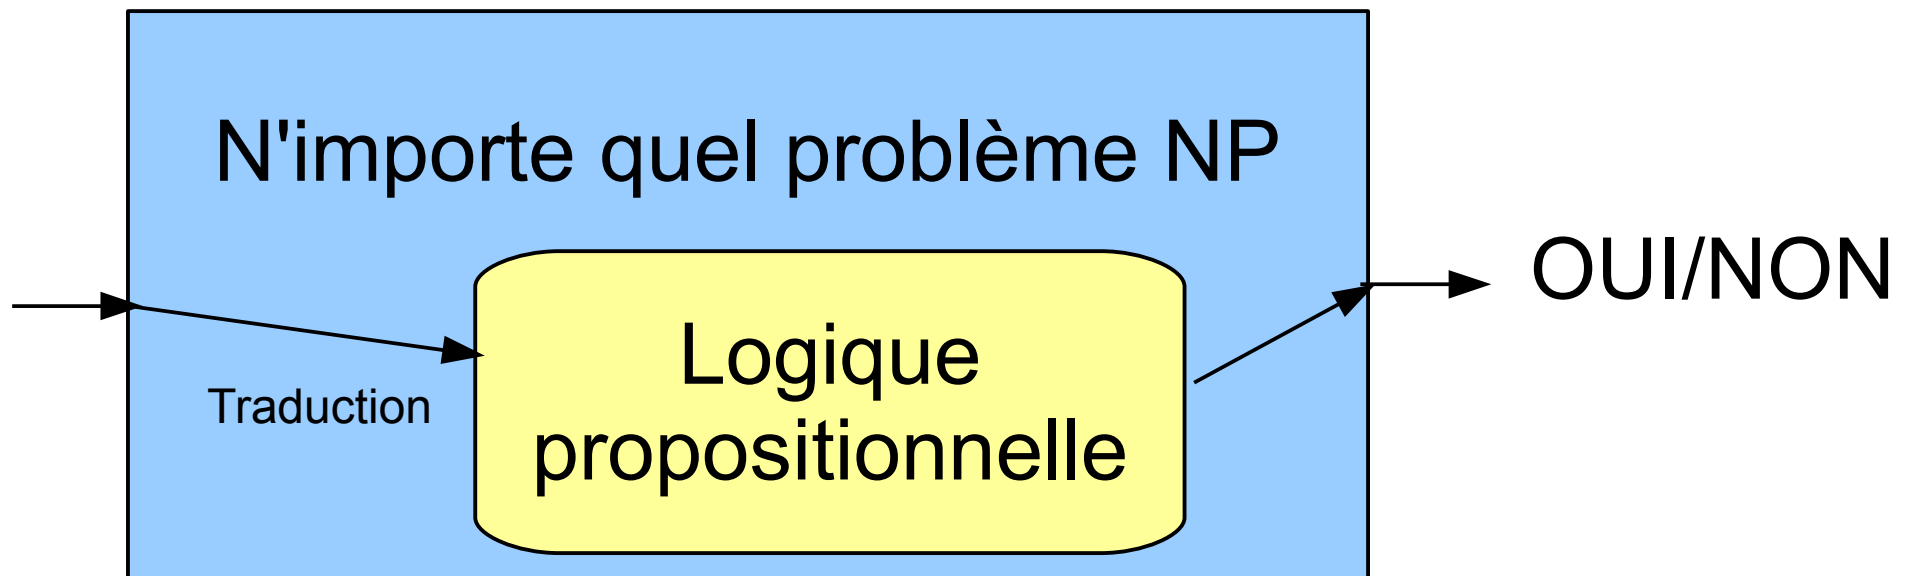 N'importe quel problème NP
OUI/NON
Logique
propositionnelle
Traduction